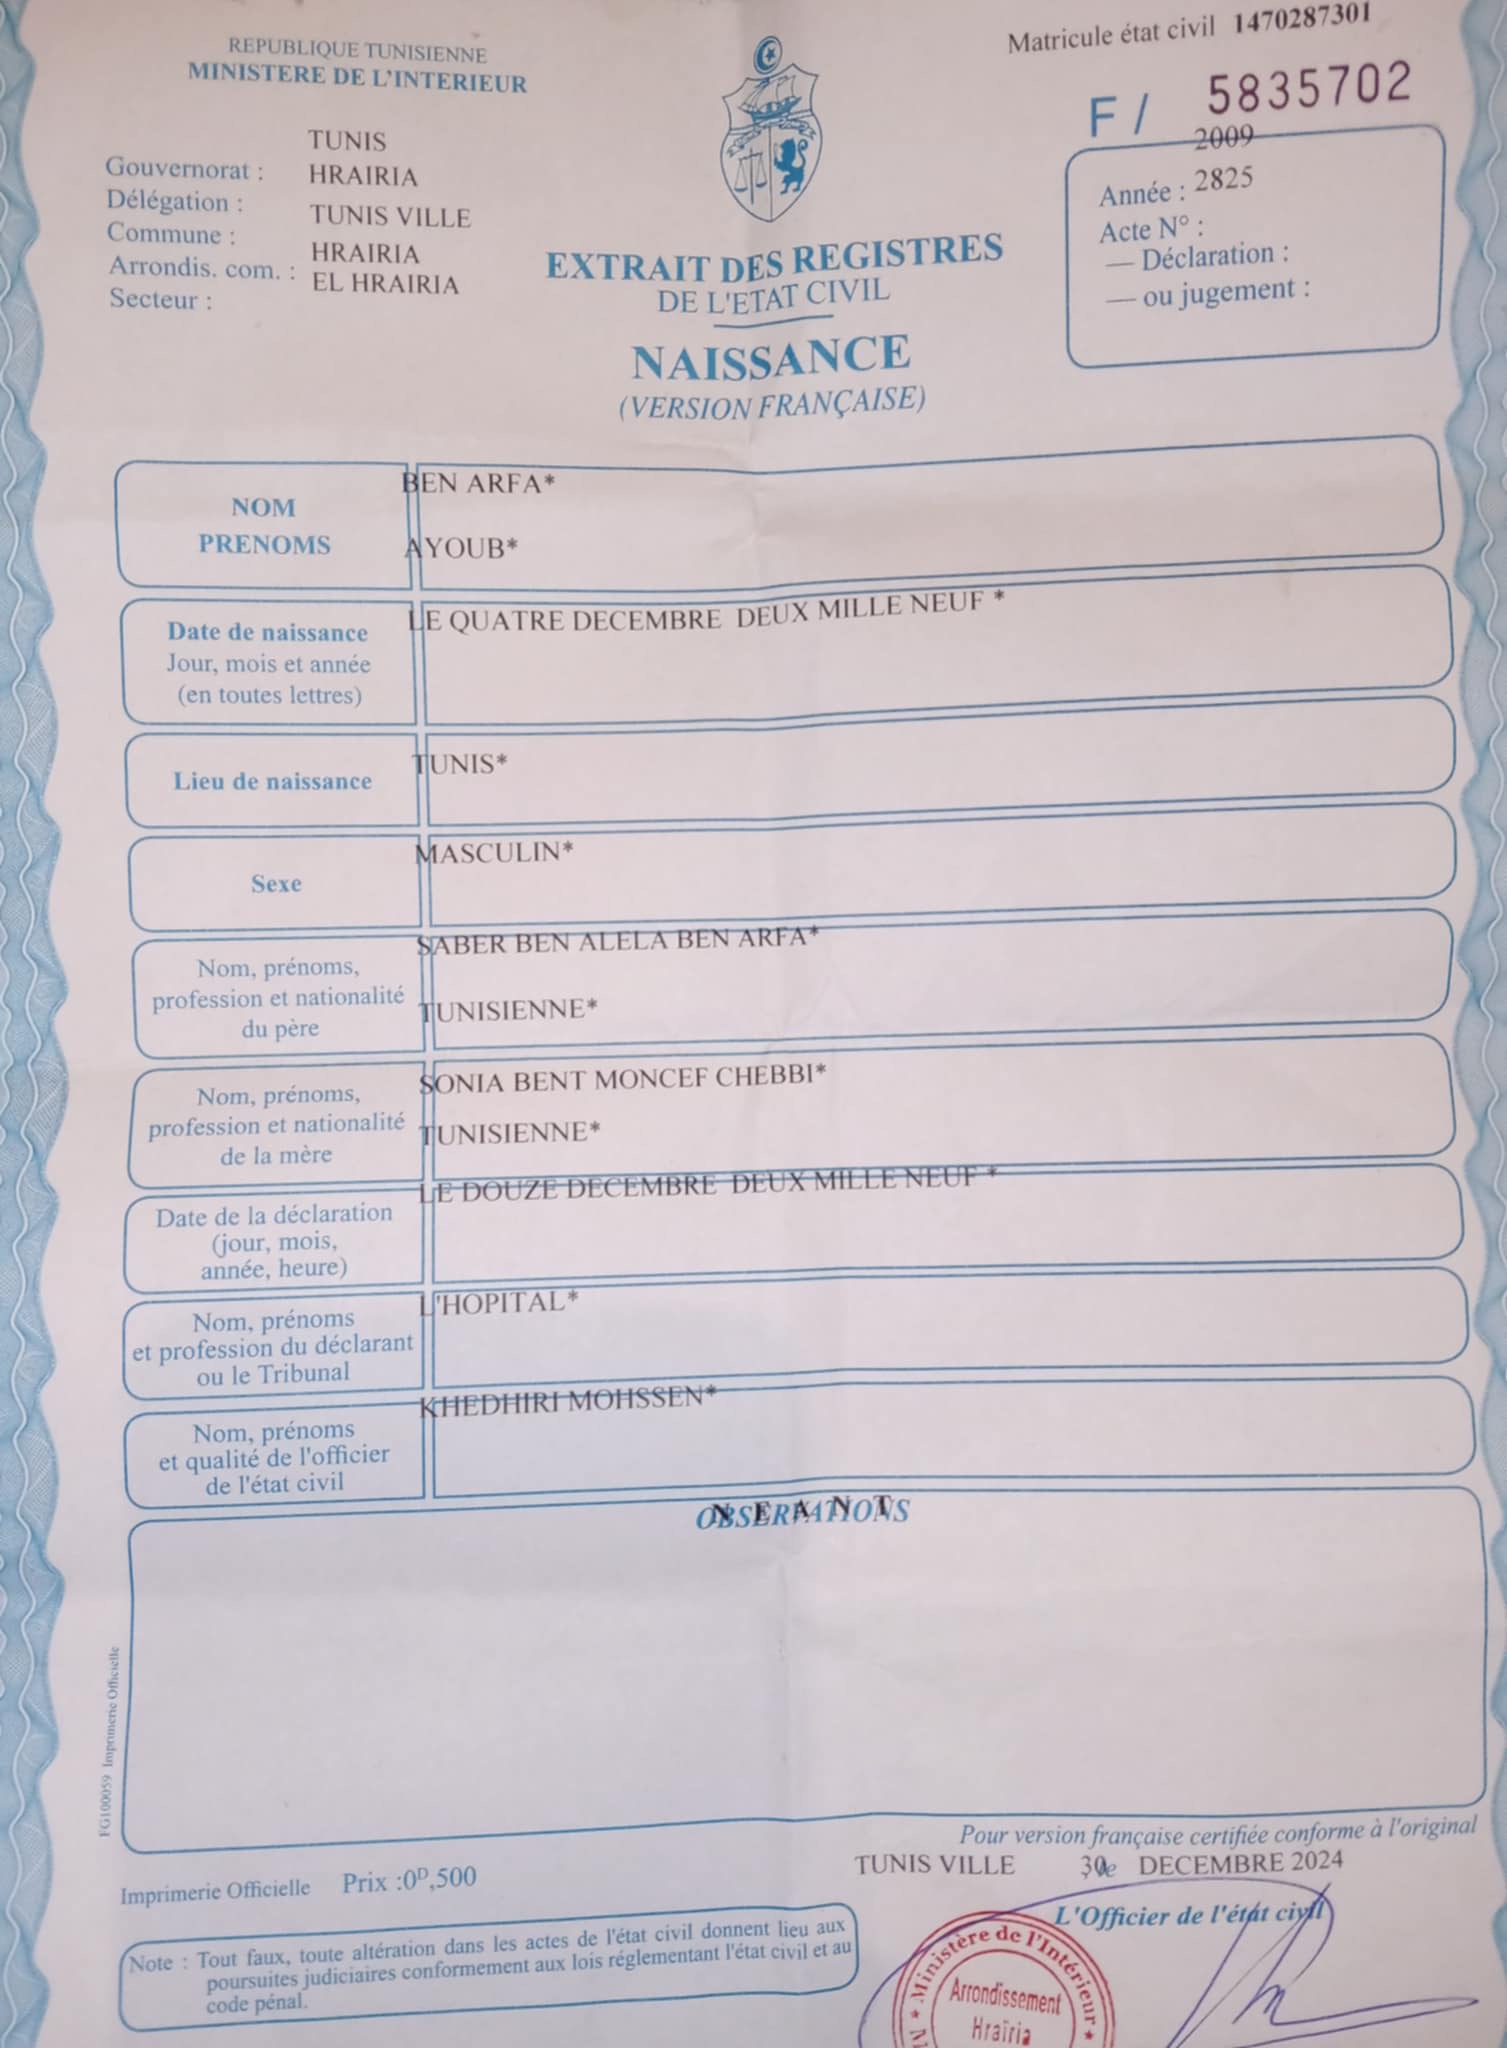 REPUBLIQUE TUNISIENNE
MINISTERE DE L'INTERIEUR
Matricule état civil 1470287301
F / 5835702
TUNIS
Gouvernorat : HRAIRIA
Délégation : TUNIS VILLE
Commune : HRAIRIA
Arrondis. com. : EL HRAIRIA
Secteur :
2009
Année : 2825
Acte N° :
— Déclaration :
— ou jugement :
EXTRAIT DES REGISTRES
DE L'ETAT CIVIL
NAISSANCE
(VERSION FRANÇAISE)
NOM
PRENOMS
BEN ARFA*
AYOUB*
Date de naissance
Jour, mois et année
(en toutes lettres)
LE QUATRE DECEMBRE DEUX MILLE NEUF *
Lieu de naissance
TUNIS*
Sexe
MASCULIN*
Nom, prénoms,
profession et nationalité
du père
SABER BEN ALELA BEN ARFA*
TUNISIENNE*
Nom, prénoms,
profession et nationalité
de la mère
SONIA BENT MONCEF CHEBBI*
TUNISIENNE*
Date de la déclaration
(jour, mois,
année, heure)
LE DOUZE DECEMBRE DEUX MILLE NEUF *
Nom, prénoms
et profession du déclarant
ou le Tribunal
L'HOPITAL*
Nom, prénoms
et qualité de l'officier
de l'état civil
KHEDHIRI MOHSSEN*
OBSERVATIONS
N E A N T
FG100059 Imprimerie Officielle
Pour version française certifiée conforme à l'original
TUNIS VILLE 30 le DECEMBRE 2024
L'Officier de l'état civil
Imprimerie Officielle Prix :0D,500
Note : Tout faux, toute altération dans les actes de l'état civil donnent lieu aux
poursuites judiciaires conformement aux lois réglementant l'état civil et au
code pénal.
* Ministère de l'Intérieur *
Arrondissement
Hraïria